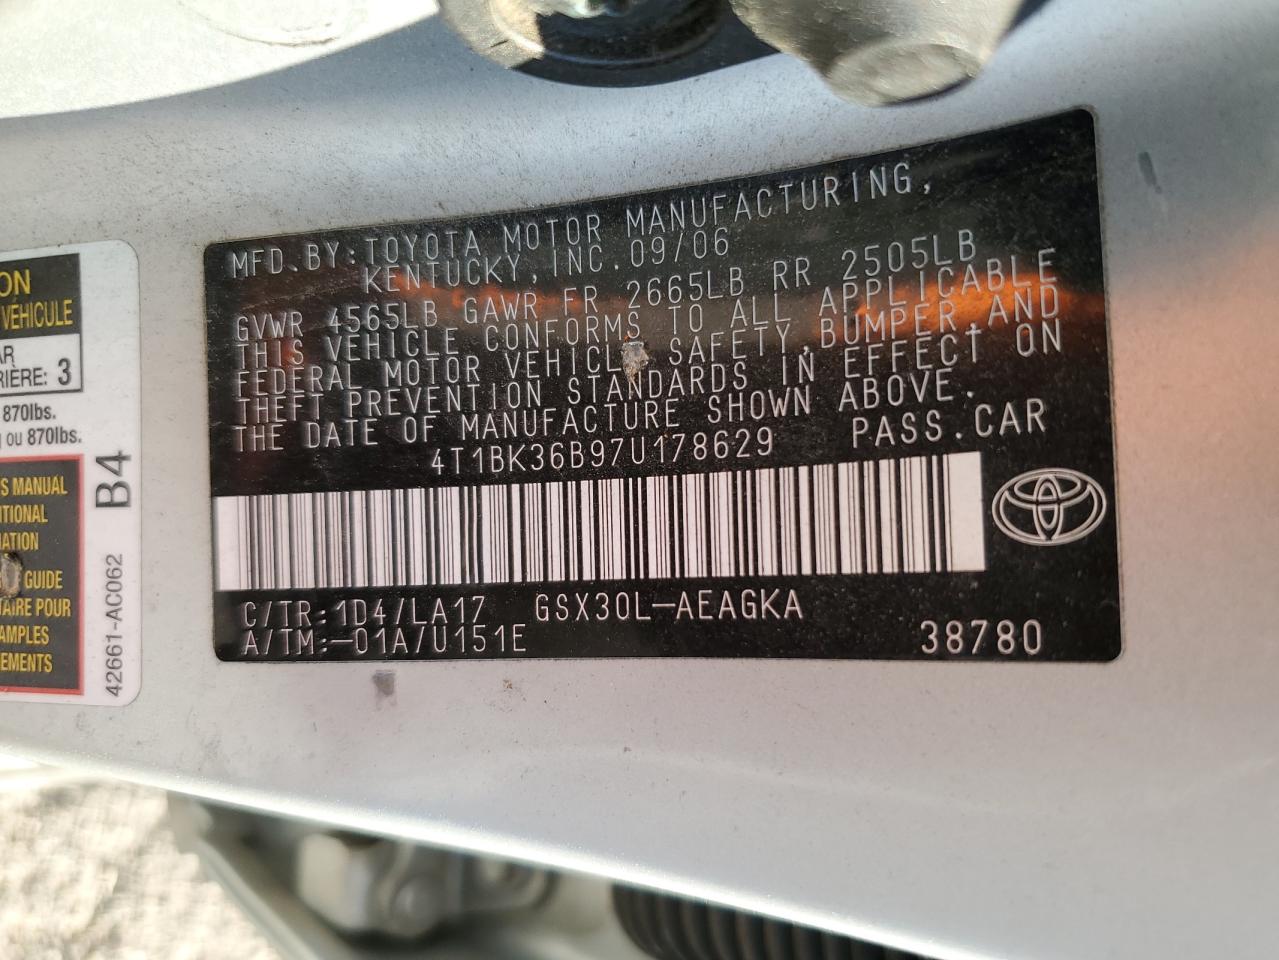 MFD.BY:TOYOTA MOTOR MANUFACTURING,
KENTUCKY,INC. 09/06
GVWR 4565LB GAWR FR 2665LB RR 2505LB
THIS VEHICLE CONFORMS TO ALL APPLICABLE
FEDERAL MOTOR VEHICLE SAFETY,BUMPER,AND
THEFT PREVENTION STANDARDS IN EFFECT ON
THE DATE OF MANUFACTURE SHOWN ABOVE.
4T1BK36B97U178629 PASS.CAR
C/TR:1D4/LA17 GSX30L-AEAGKA
A/TM:-01A/U151E 38780
ON
VÉHICULE
AR
RIÈRE: 3
870lbs.
ou 870lbs.
S MANUAL
ITIONAL
ATION
GUIDE
TAIRE POUR
AMPLES
EMENTS
B4
42661-AC062